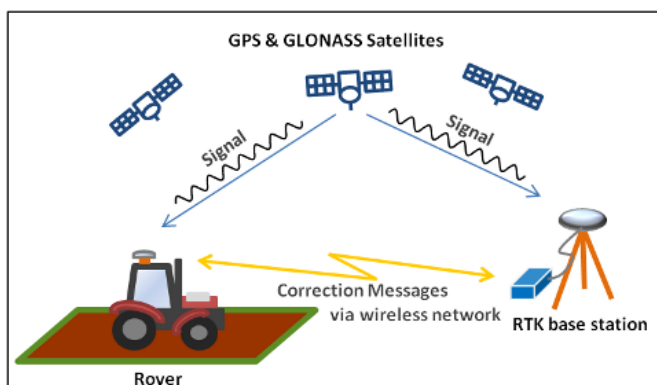 GPS & GLONASS Satellites
Signal
Signal
Correction Messages
via wireless network
RTK base station
Rover